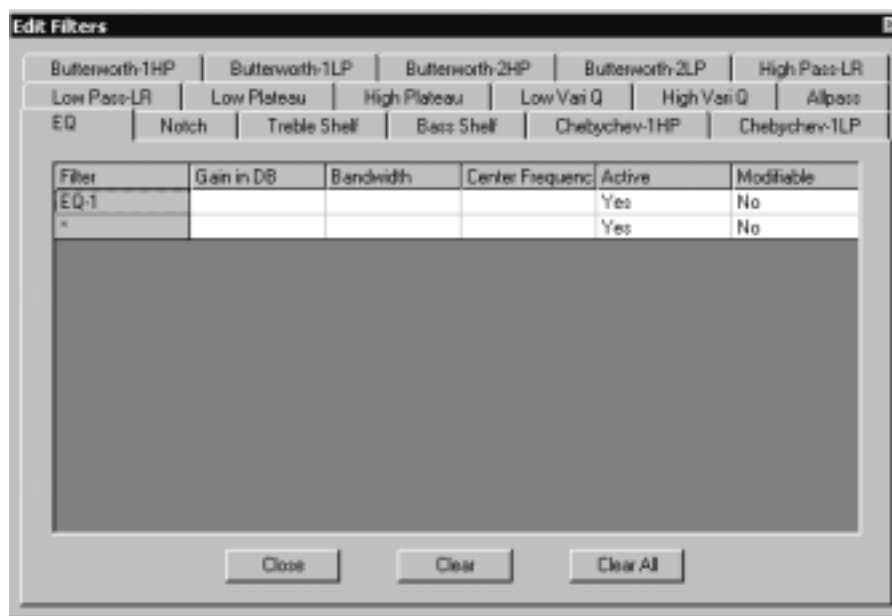 Edit Filters
Butterworth-1HP Butterworth-1LP Butterworth-2HP Butterworth-2LP High Pass-LR
Low Pass-LR Low Plateau High Plateau Low Vari Q High Vari Q Allpass
EQ Notch Treble Shelf Bass Shelf Chebychev-1HP Chebychev-1LP
Filter Gain in DB Bandwidth Center Frequenc Active Modifiable
EQ-1 Yes No
* Yes No
Close Clear Clear All